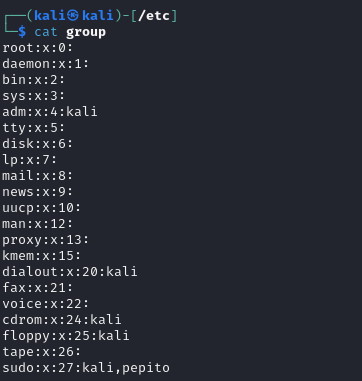 ┌──(kali㉿kali)-[/etc]
└─$ cat group
root:x:0:
daemon:x:1:
bin:x:2:
sys:x:3:
adm:x:4:kali
tty:x:5:
disk:x:6:
lp:x:7:
mail:x:8:
news:x:9:
uucp:x:10:
man:x:12:
proxy:x:13:
kmem:x:15:
dialout:x:20:kali
fax:x:21:
voice:x:22:
cdrom:x:24:kali
floppy:x:25:kali
tape:x:26:
sudo:x:27:kali,pepito